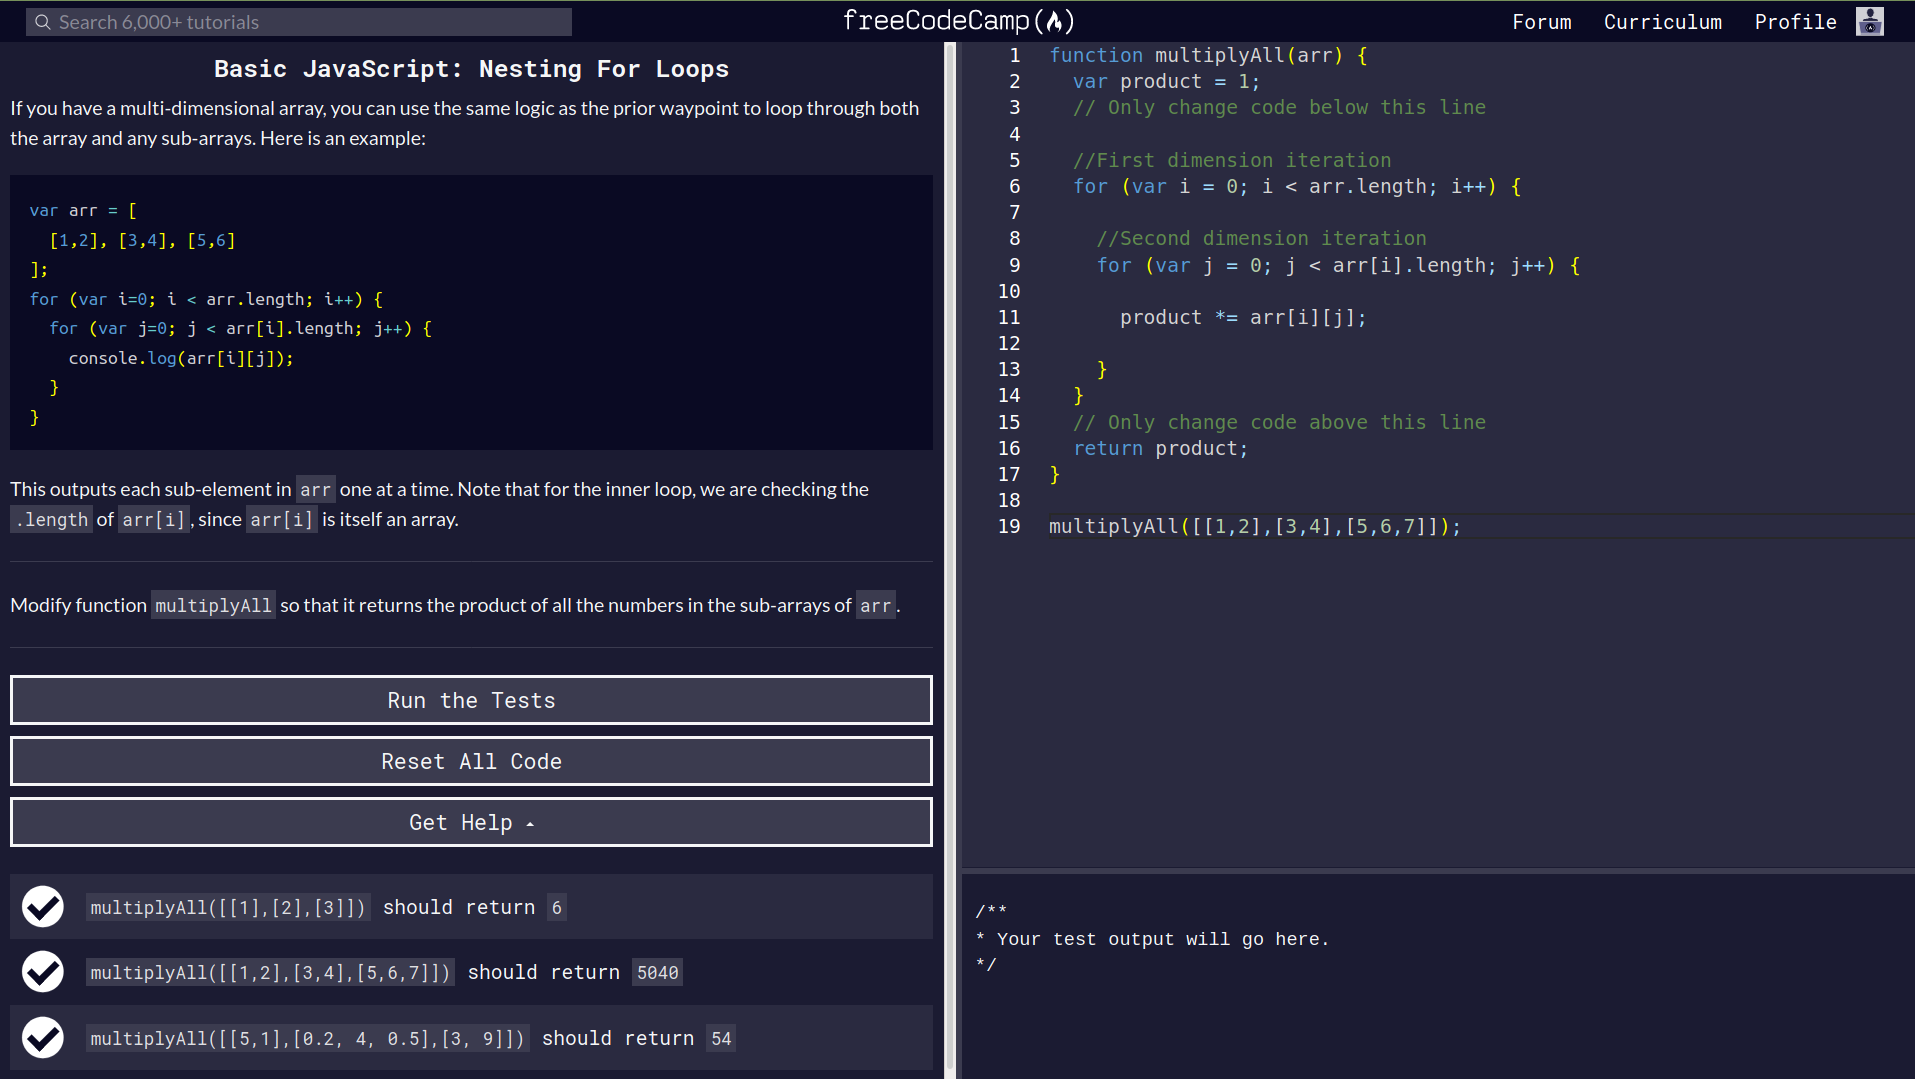 Search 6,000+ tutorials
freeCodeCamp
Forum Curriculum Profile
Basic JavaScript: Nesting For Loops
If you have a multi-dimensional array, you can use the same logic as the prior waypoint to loop through both
the array and any sub-arrays. Here is an example:
var arr = [
  [1,2], [3,4], [5,6]
];
for (var i=0; i < arr.length; i++) {
  for (var j=0; j < arr[i].length; j++) {
    console.log(arr[i][j]);
  }
}
This outputs each sub-element in arr one at a time. Note that for the inner loop, we are checking the
.length of arr[i], since arr[i] is itself an array.
Modify function multiplyAll so that it returns the product of all the numbers in the sub-arrays of arr.
Run the Tests
Reset All Code
Get Help
multiplyAll([[1],[2],[3]]) should return 6
multiplyAll([[1,2],[3,4],[5,6,7]]) should return 5040
multiplyAll([[5,1],[0.2, 4, 0.5],[3, 9]]) should return 54
1 function multiplyAll(arr) {
2   var product = 1;
3   // Only change code below this line
4
5   //First dimension iteration
6   for (var i = 0; i < arr.length; i++) {
7
8     //Second dimension iteration
9     for (var j = 0; j < arr[i].length; j++) {
10
11       product *= arr[i][j];
12
13     }
14   }
15   // Only change code above this line
16   return product;
17 }
18
19 multiplyAll([[1,2],[3,4],[5,6,7]]);
/**
* Your test output will go here.
*/